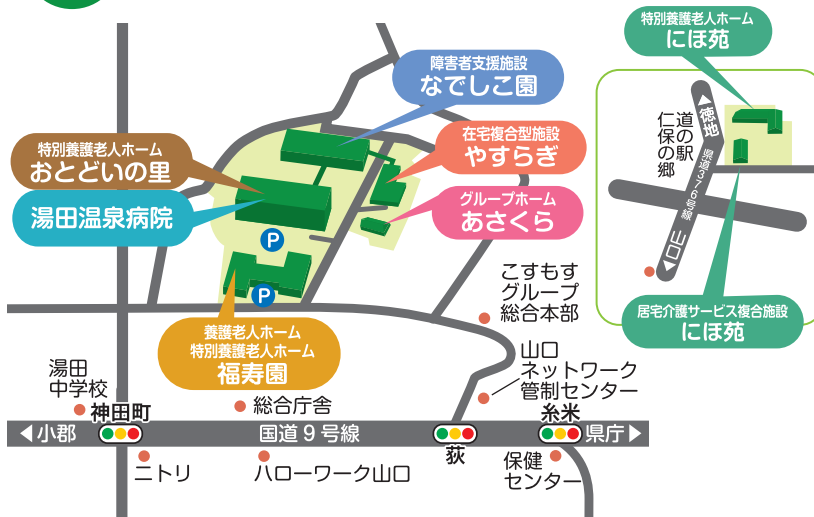 障害者支援施設
なでしこ園
特別養護老人ホーム
おとどいの里
湯田温泉病院
在宅複合型施設
やすらぎ
グループホーム
あさくら
P
P
養護老人ホーム
特別養護老人ホーム
福寿園
こすもす
グループ
総合本部
山口
ネットワーク
管制センター
湯田
中学校
神田町
総合庁舎
糸米
◀小郡
国道9号線
県庁▶
荻
ニトリ
ハローワーク山口
保健
センター
特別養護老人ホーム
にほ苑
▲徳地
道の駅
仁保の郷
県道376号線
山口▼
居宅介護サービス複合施設
にほ苑